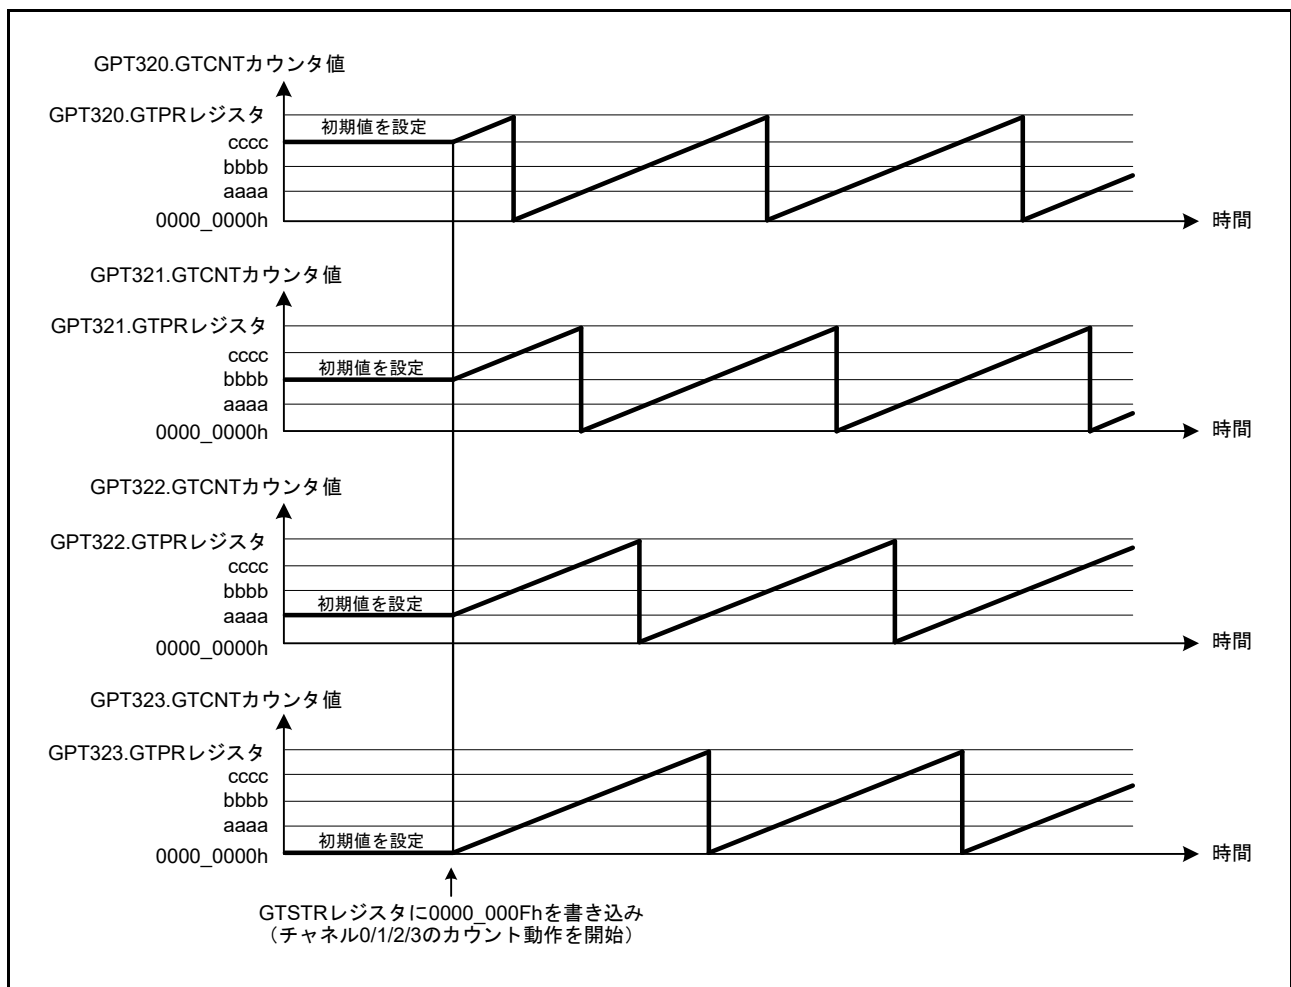 GPT320.GTCNTカウンタ値
GPT320.GTPRレジスタ
初期値を設定
cccc
bbbb
aaaa
0000_0000h
時間
GPT321.GTCNTカウンタ値
GPT321.GTPRレジスタ
cccc
初期値を設定
bbbb
aaaa
0000_0000h
時間
GPT322.GTCNTカウンタ値
GPT322.GTPRレジスタ
cccc
bbbb
初期値を設定
aaaa
0000_0000h
時間
GPT323.GTCNTカウンタ値
GPT323.GTPRレジスタ
cccc
bbbb
aaaa
初期値を設定
0000_0000h
時間
GTSTRレジスタに0000_000Fhを書き込み
（チャネル0/1/2/3のカウント動作を開始）